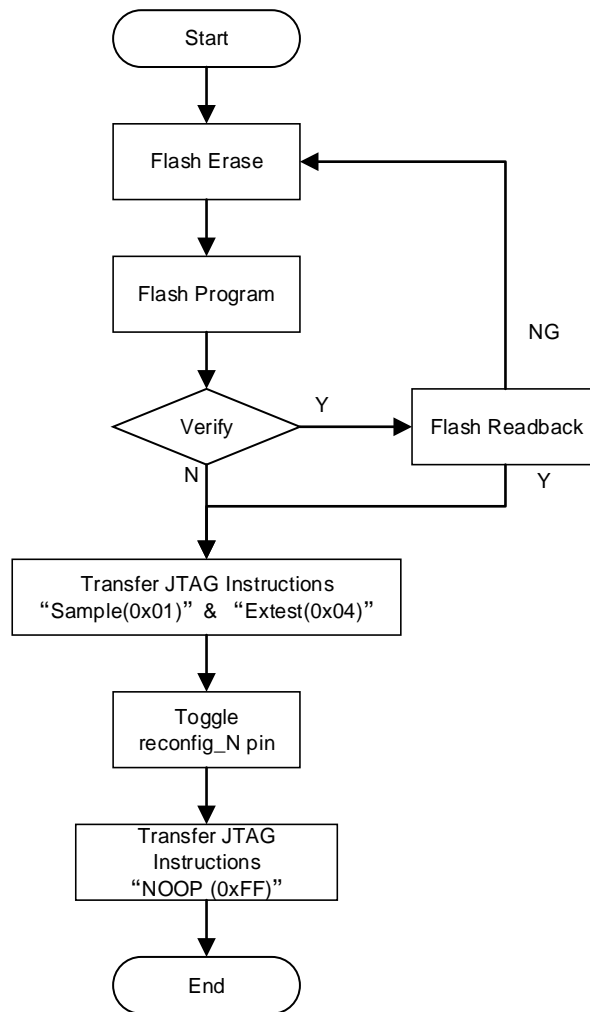 Start
Flash Erase
Flash Program
NG
Verify
Y
Flash Readback
N
Y
Transfer JTAG Instructions
“Sample(0x01)” & “Extest(0x04)”
Toggle
reconfig_N pin
Transfer JTAG
Instructions
“NOOP (0xFF)”
End